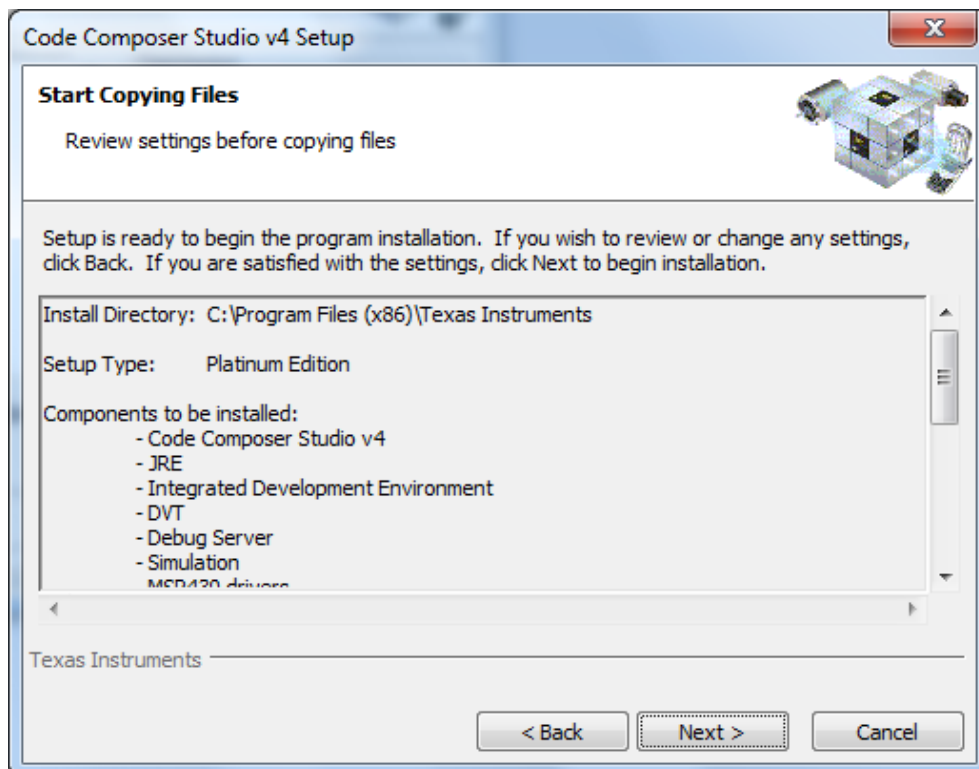 Code Composer Studio v4 Setup
Start Copying Files
Review settings before copying files
Setup is ready to begin the program installation.  If you wish to review or change any settings,
click Back.  If you are satisfied with the settings, click Next to begin installation.
Install Directory:  C:\Program Files (x86)\Texas Instruments
Setup Type:        Platinum Edition
Components to be installed:
- Code Composer Studio v4
- JRE
- Integrated Development Environment
- DVT
- Debug Server
- Simulation
- MSP430 drivers
Texas Instruments
< Back
Next >
Cancel